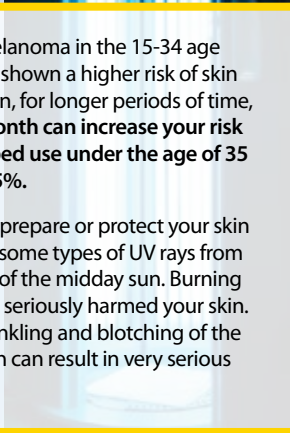 elanoma in the 15-34 age
shown a higher risk of skin
n, for longer periods of time,
onth can increase your risk
ed use under the age of 35
5%.
prepare or protect your skin
some types of UV rays from
of the midday sun. Burning
seriously harmed your skin.
nkling and blotching of the
n can result in very serious